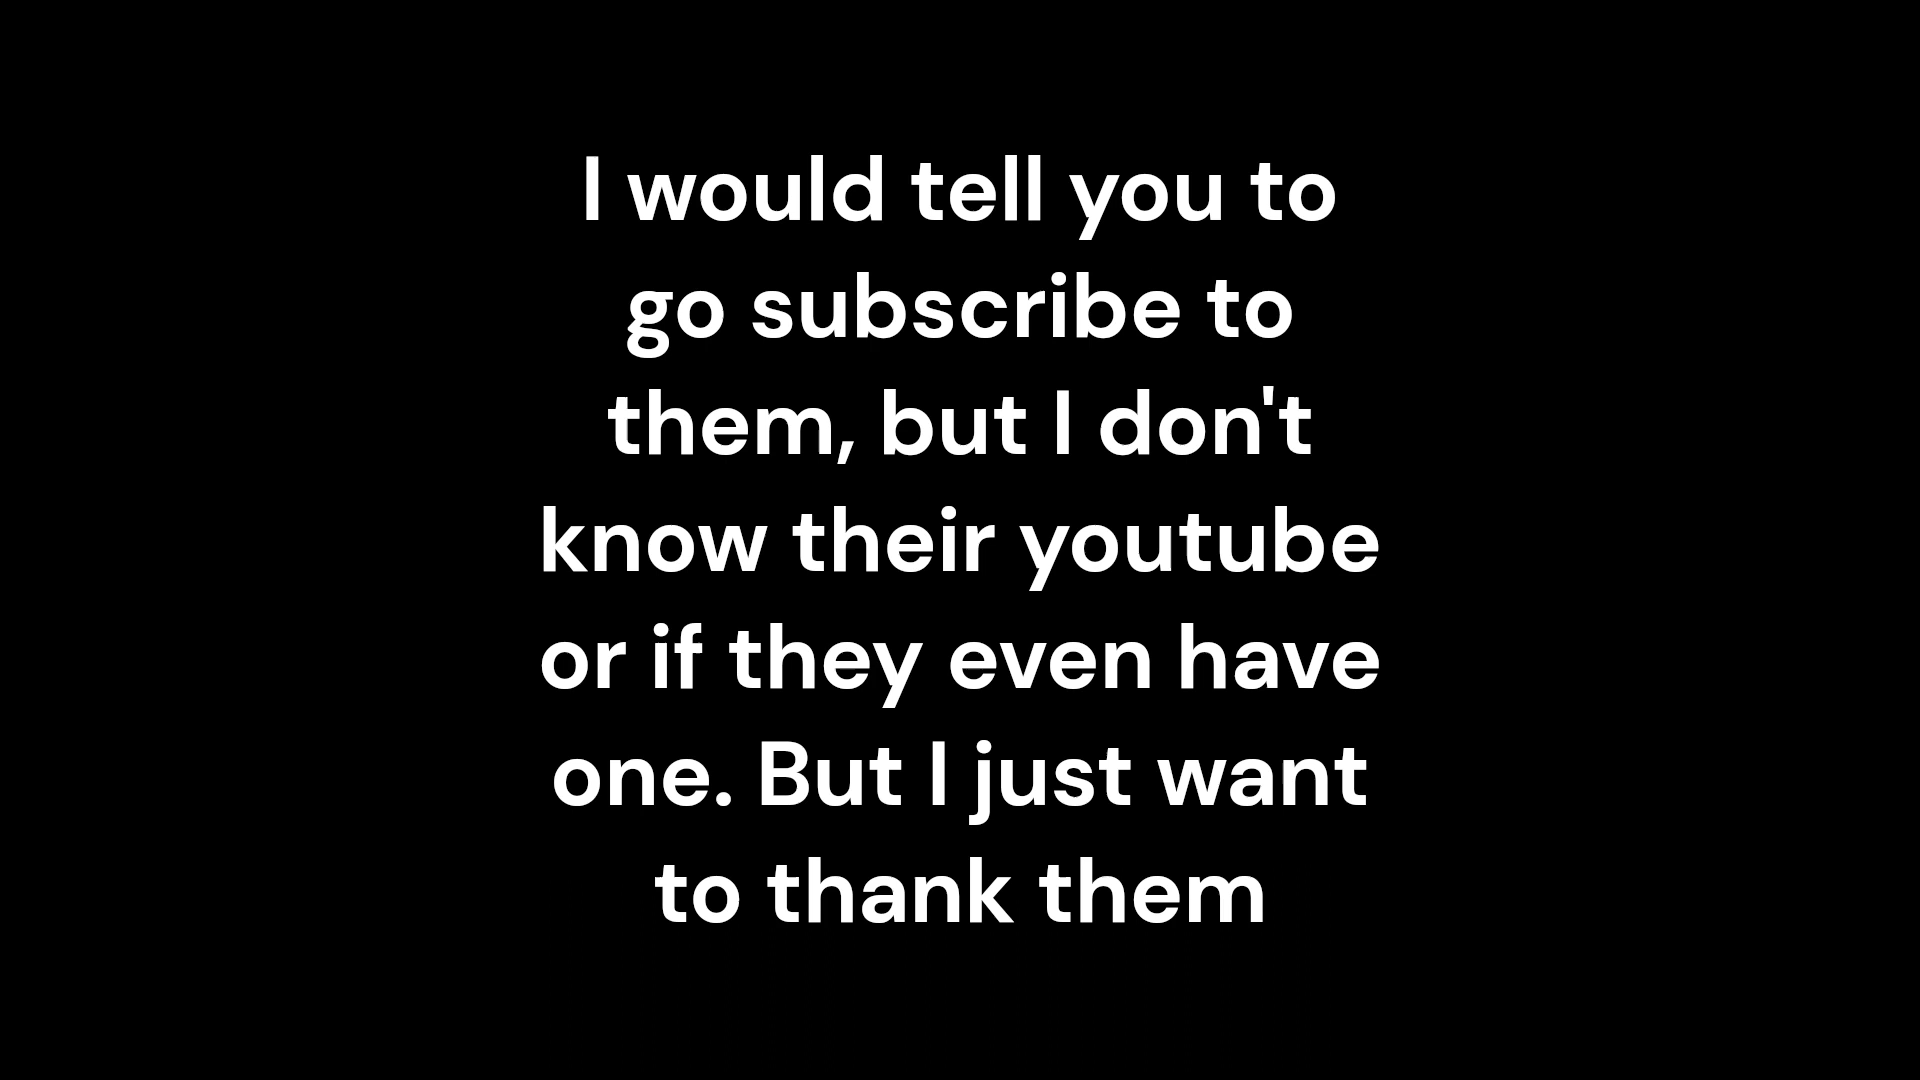 I would tell you to
go subscribe to
them, but I don't
know their youtube
or if they even have
one. But I just want
to thank them